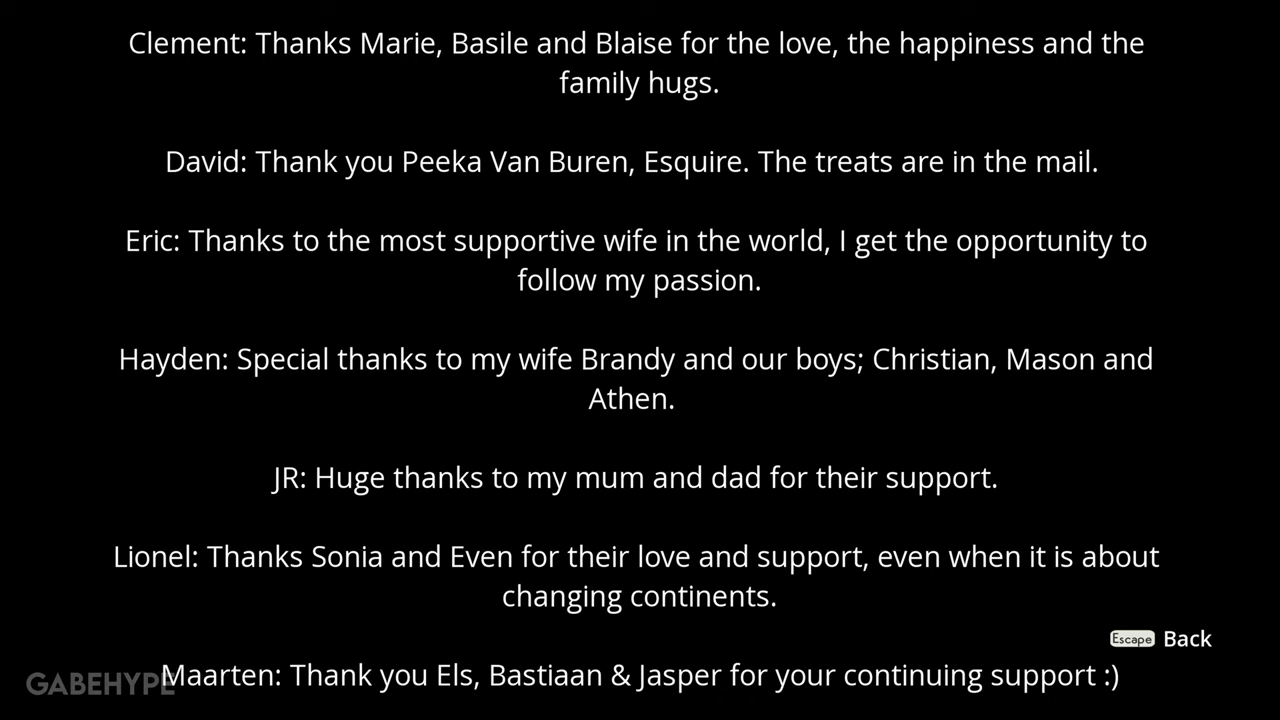 Clement: Thanks Marie, Basile and Blaise for the love, the happiness and the
family hugs.
David: Thank you Peeka Van Buren, Esquire. The treats are in the mail.
Eric: Thanks to the most supportive wife in the world, I get the opportunity to
follow my passion.
Hayden: Special thanks to my wife Brandy and our boys; Christian, Mason and
Athen.
JR: Huge thanks to my mum and dad for their support.
Lionel: Thanks Sonia and Even for their love and support, even when it is about
changing continents.
Escape Back
Maarten: Thank you Els, Bastiaan & Jasper for your continuing support :)
GABEHYPE